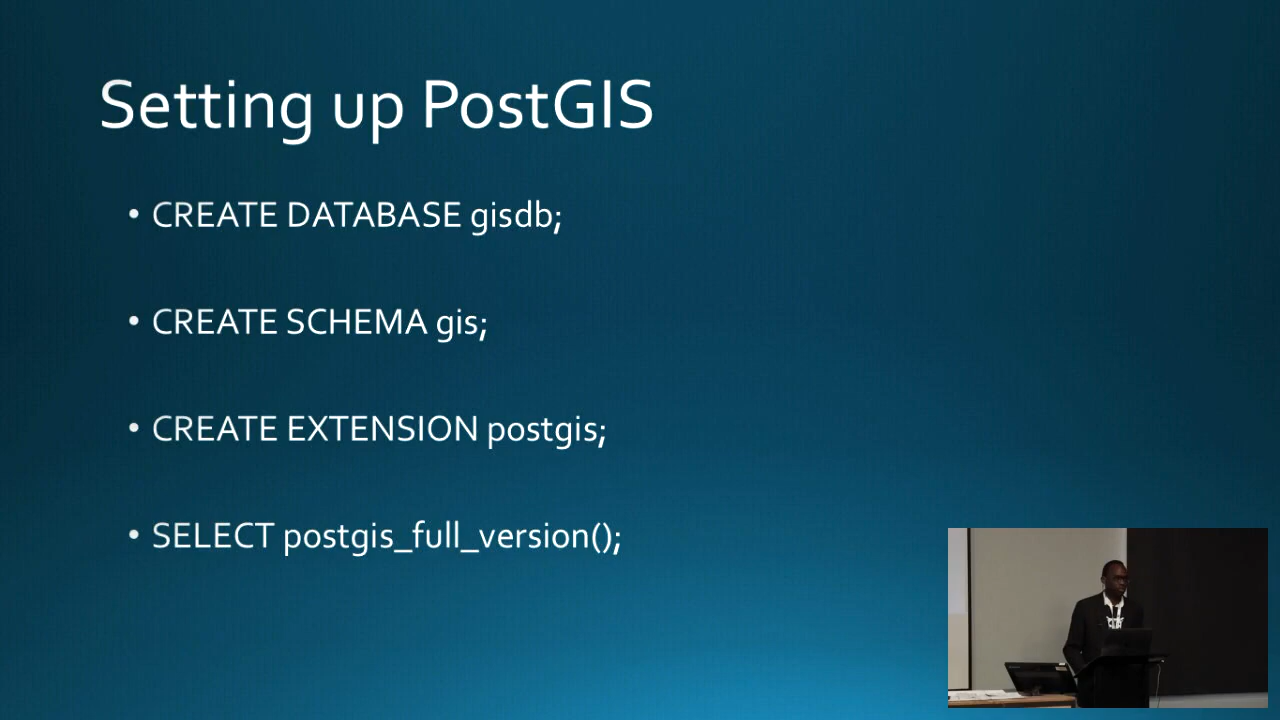 Setting up PostGIS
• CREATE DATABASE gisdb;
• CREATE SCHEMA gis;
• CREATE EXTENSION postgis;
• SELECT postgis_full_version();